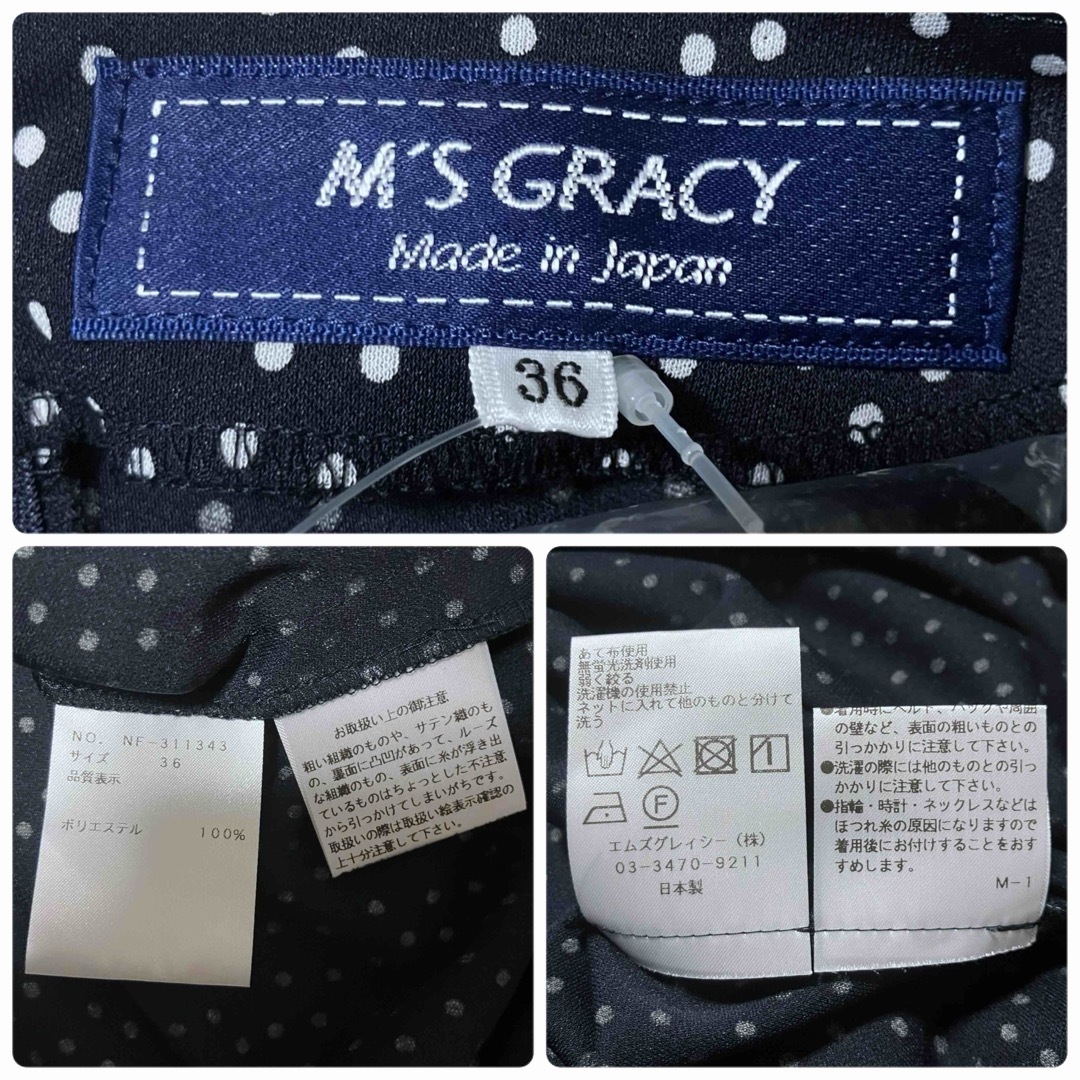 M'S GRACY
Made in Japan
36
NO. NF-311343
サイズ 36
品質表示
ポリエステル 100%
お取扱い上の御注意
粗い組織のものや、サテン織のも
の、裏面に凸凹があって、ルーズ
な組織のもの、表面に糸が浮き出
ているものはちょっとした不注意
から引っかけてしまいがちです。
取扱いの際は取扱い絵表示確認の
上十分注意して下さい。
あて布使用
無蛍光洗剤使用
弱く絞る
洗濯機の使用禁止
ネットに入れて他のものと分けて
洗う
F
エムズグレイシー(株)
03-3470-9211
日本製
●着用時にベルト、バッグや周囲
の壁など、表面の粗いものとの
引っかかりに注意して下さい。
●洗濯の際には他のものとの引っ
かかりに注意して下さい。
●指輪・時計・ネックレスなどは
ほつれ糸の原因になりますので
着用後にお付けすることをおす
すめします。
M-1